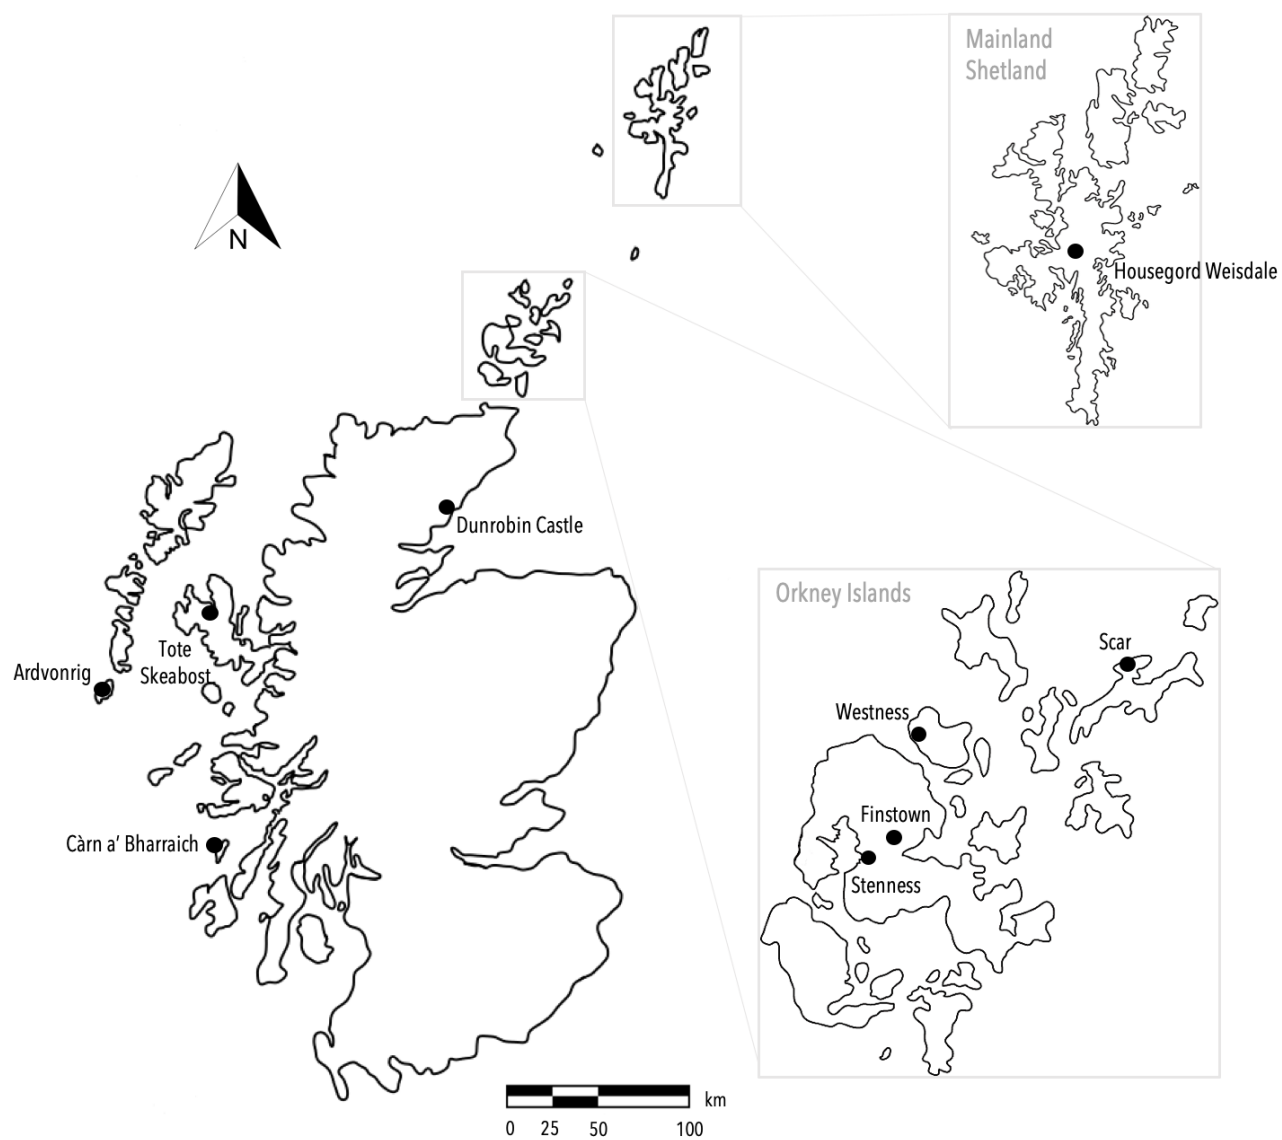 Mainland
Shetland
N
Housegord Weisdale
Dunrobin Castle
Orkney Islands
Tote
Skeabost
Ardvonrig
Scar
Westness
Finstown
Càrn a' Bharraich
Stenness
km
0 25 50 100